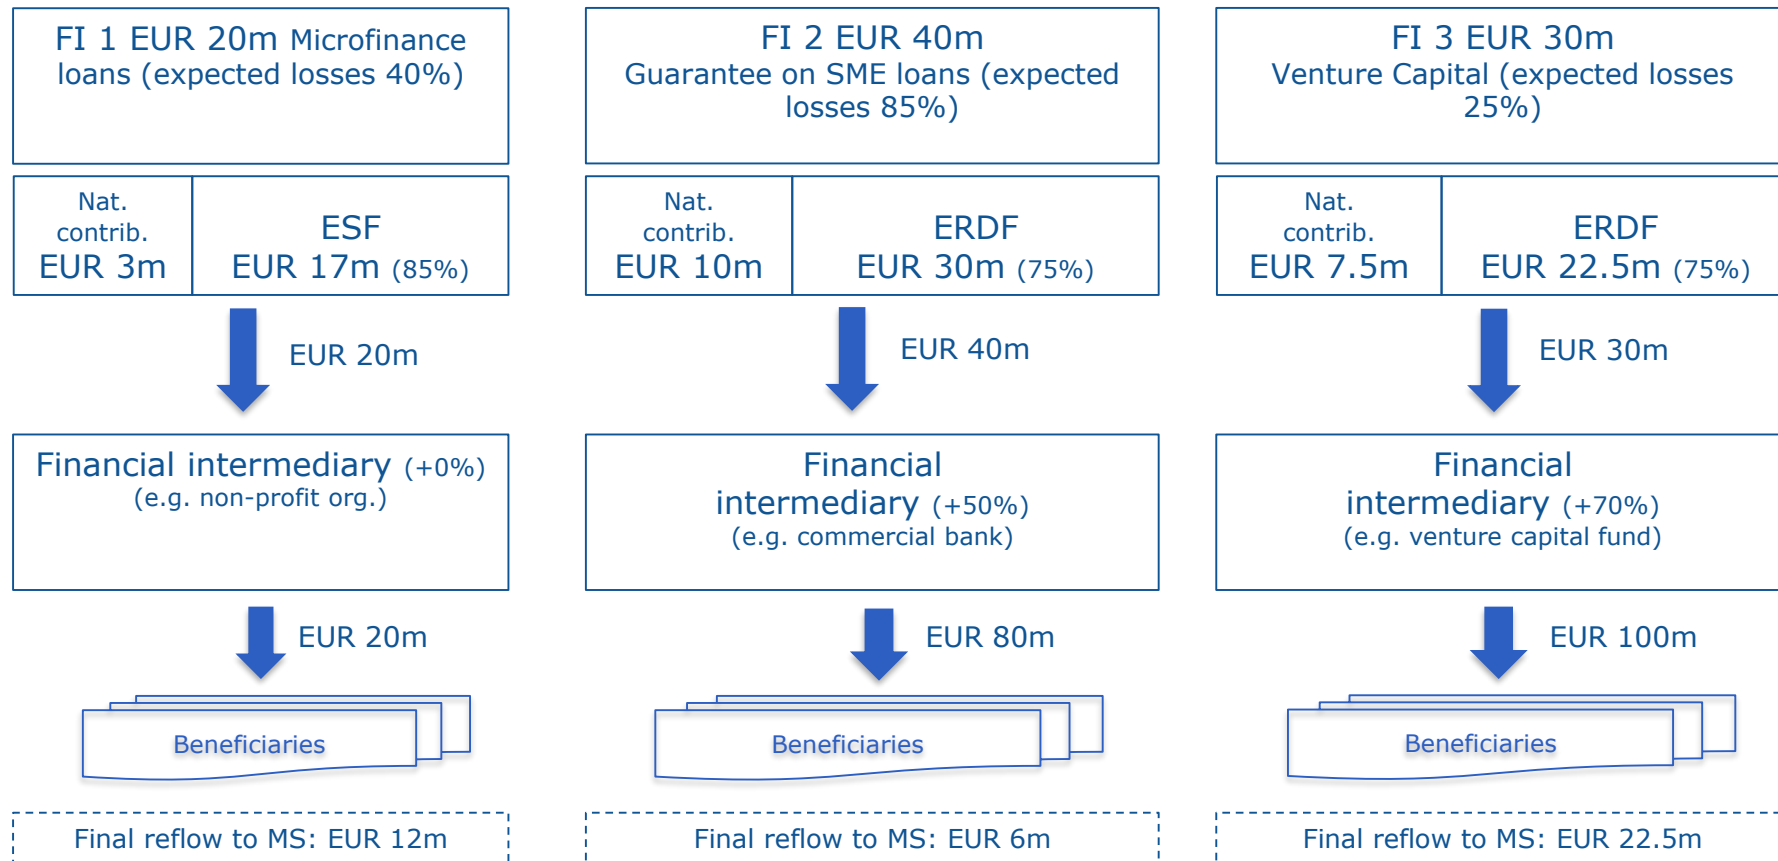 FI 1 EUR 20m Microfinance
loans (expected losses 40%)
Nat.
contrib.
EUR 3m
ESF
EUR 17m (85%)
EUR 20m
Financial intermediary (+0%)
(e.g. non-profit org.)
EUR 20m
Beneficiaries
Final reflow to MS: EUR 12m
FI 2 EUR 40m
Guarantee on SME loans (expected
losses 85%)
Nat.
contrib.
EUR 10m
ERDF
EUR 30m (75%)
EUR 40m
Financial
intermediary (+50%)
(e.g. commercial bank)
EUR 80m
Beneficiaries
Final reflow to MS: EUR 6m
FI 3 EUR 30m
Venture Capital (expected losses
25%)
Nat.
contrib.
EUR 7.5m
ERDF
EUR 22.5m (75%)
EUR 30m
Financial
intermediary (+70%)
(e.g. venture capital fund)
EUR 100m
Beneficiaries
Final reflow to MS: EUR 22.5m